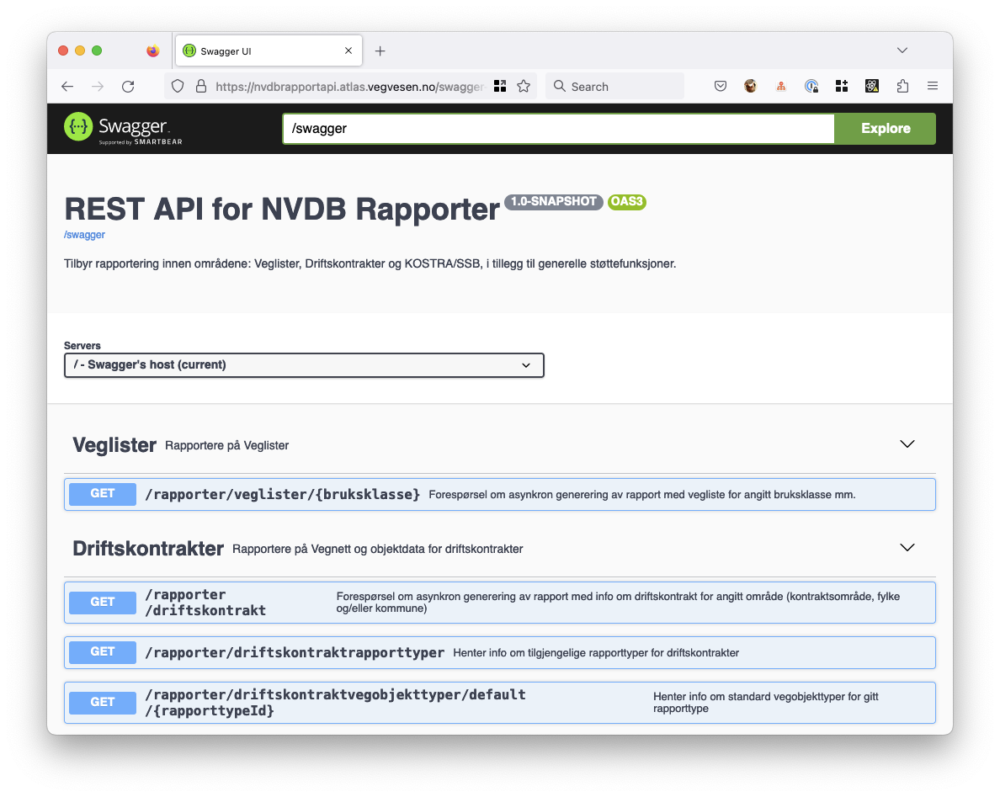 Swagger UI
https://nvdbrapportapi.atlas.vegvesen.no/swagger-
Search
Swagger
Supported by SMARTBEAR
/swagger
Explore
REST API for NVDB Rapporter 1.0-SNAPSHOT OAS3
/swagger
Tilbyr rapportering innen områdene: Veglister, Driftskontrakter og KOSTRA/SSB, i tillegg til generelle støttefunksjoner.
Servers
/ - Swagger's host (current)
Veglister Rapportere på Veglister
GET /rapporter/veglister/{bruksklasse} Forespørsel om asynkron generering av rapport med vegliste for angitt bruksklasse mm.
Driftskontrakter Rapportere på Vegnett og objektdata for driftskontrakter
GET
/rapporter
/driftskontrakt
Forespørsel om asynkron generering av rapport med info om driftskontrakt for angitt område (kontraktsområde, fylke
og/eller kommune)
GET /rapporter/driftskontraktrapporttyper Henter info om tilgjengelige rapporttyper for driftskontrakter
GET
/rapporter/driftskontraktvegobjekttyper/default
/{rapporttypeId}
Henter info om standard vegobjekttyper for gitt
rapporttype